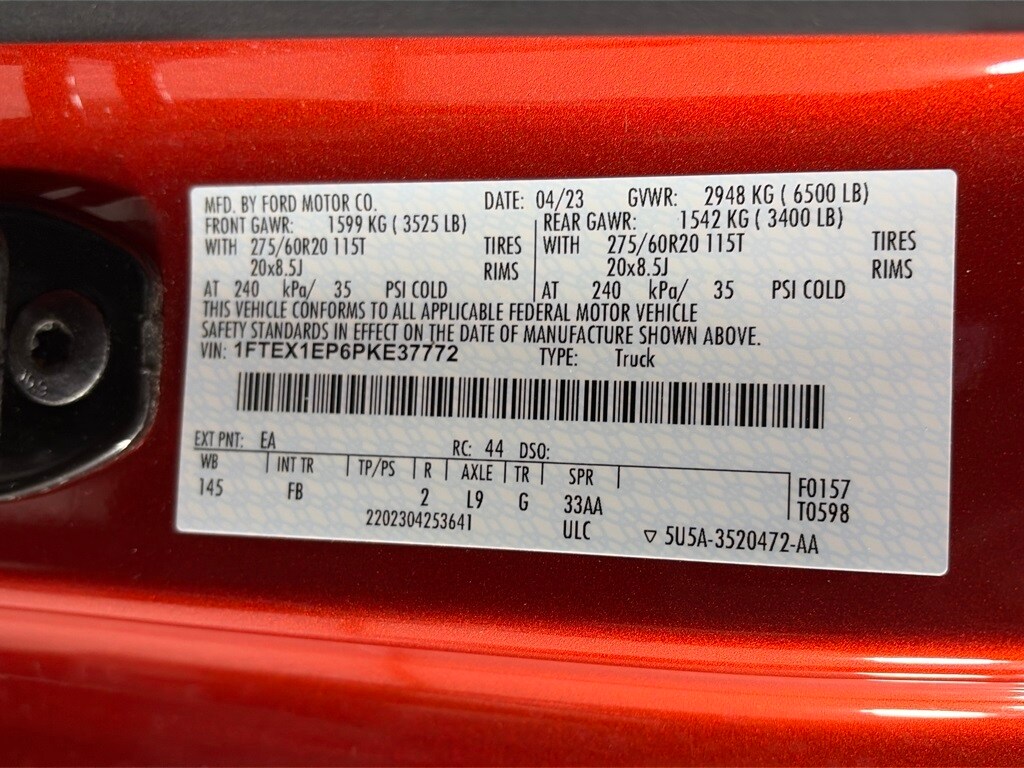 MFD. BY FORD MOTOR CO. DATE: 04/23 GVWR: 2948 KG ( 6500 LB)
FRONT GAWR: 1599 KG ( 3525 LB) REAR GAWR: 1542 KG ( 3400 LB)
WITH 275/60R20 115T TIRES WITH 275/60R20 115T TIRES
20x8.5J RIMS 20x8.5J RIMS
AT 240 kPa/ 35 PSI COLD AT 240 kPa/ 35 PSI COLD
THIS VEHICLE CONFORMS TO ALL APPLICABLE FEDERAL MOTOR VEHICLE
SAFETY STANDARDS IN EFFECT ON THE DATE OF MANUFACTURE SHOWN ABOVE.
VIN: 1FTEX1EP6PKE37772 TYPE: Truck
EXT PNT: EA RC: 44 DSO:
WB INT TR TP/PS R AXLE TR SPR
145 FB 2 L9 G 33AA F0157
2202304253641 ULC T0598
▽ 5U5A-3520472-AA